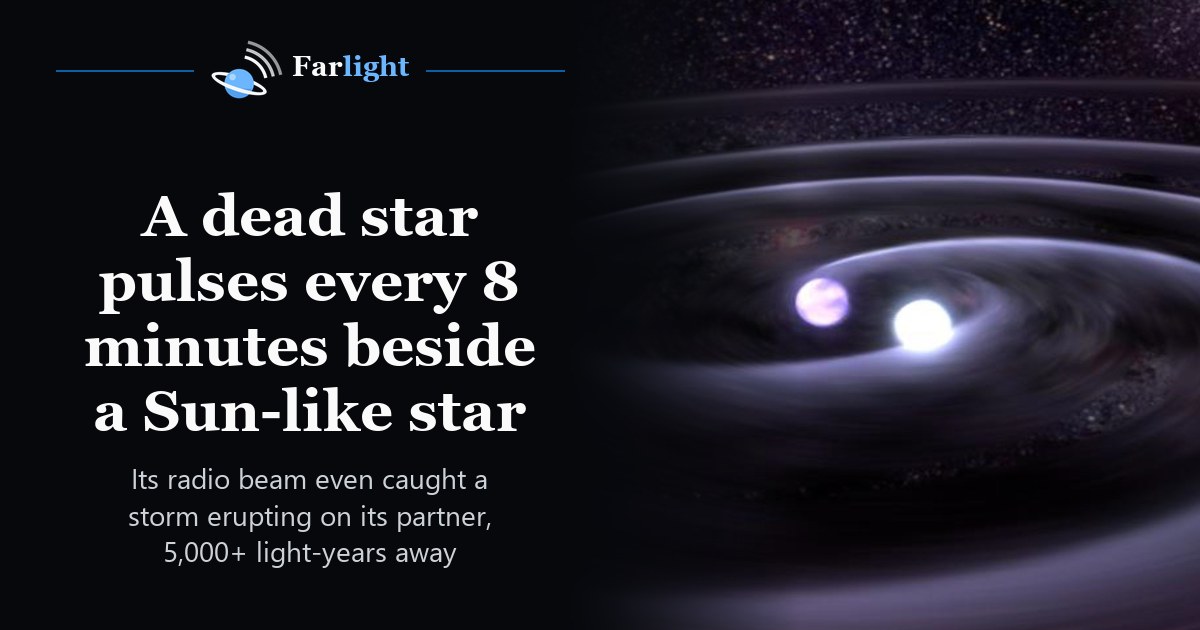 Farlight
A dead star
pulses every 8
minutes beside
a Sun-like star
Its radio beam even caught a
storm erupting on its partner,
5,000+ light-years away